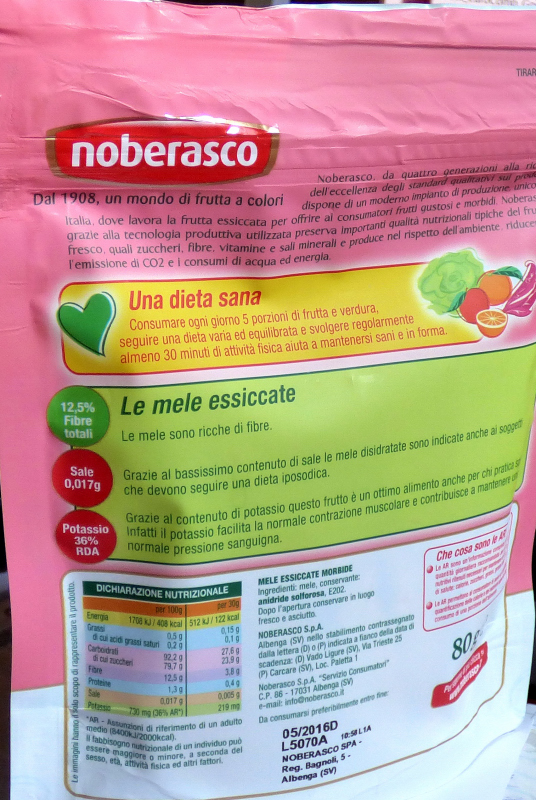 TIRAR
noberasco
Dal 1908, un mondo di frutta a colori
Noberasco, da quattro generazioni alla
dell'eccellenza degli standard qualitativi sui
dispone di un moderno impianto di produzione, unico
Italia, dove lavora la frutta essiccata per offrire ai consumatori frutti gustosi e morbidi.
grazie alla tecnologia produttiva utilizzata preserva importanti qualità nutrizionali tipiche del
fresco, quali zuccheri, fibre, vitamine e sali minerali e produce nel rispetto dell'ambiente,
l'emissione di CO2 e i consumi di acqua ed energia.
Una dieta sana
Consumare ogni giorno 5 porzioni di frutta e verdura,
seguire una dieta varia ed equilibrata e svolgere regolarmente
almeno 30 minuti di attività fisica aiuta a mantenersi sani e in forma.
12,5%
Fibre
totali
Le mele essiccate
Le mele sono ricche di fibre.
Sale
0,017g
Grazie al bassissimo contenuto di sale le mele disidratate sono indicate anche ai soggetti
che devono seguire una dieta iposodica.
Potassio
36%
RDA
Grazie al contenuto di potassio questo frutto è un ottimo alimento anche per chi pratica
Infatti il potassio facilita la normale contrazione muscolare e contribuisce a mantenere
normale pressione sanguigna.
Le immagini hanno il solo scopo di rappresentare il prodotto.
DICHIARAZIONE NUTRIZIONALE
per 100g per 30g
Energia 1708 kJ / 408 kcal 512 kJ / 122 kcal
Grassi 0,5 g 0,15 g
di cui acidi grassi saturi 0,2 g 0,1 g
Carboidrati 92,2 g 27,6 g
di cui zuccheri 79,7 g 23,9 g
Fibre 12,5 g 3,8 g
Proteine 1,3 g 0,4 g
Sale 0,017 g 0,005 g
Potassio 730 mg (36% AR*) 219 mg
*AR - Assunzioni di riferimento di un adulto
medio (8400kJ/2000kcal).
Il fabbisogno nutrizionale di un individuo può
essere maggiore o minore, a seconda del
sesso, età, attività fisica ed altri fattori.
MELE ESSICCATE MORBIDE
Ingredienti: mele, conservante:
anidride solforosa, E202.
Dopo l'apertura conservare in luogo
fresco e asciutto.
NOBERASCO S.p.A.
Albenga (SV) nello stabilimento contrassegnato
dalla lettera (D) o (P) indicata a fianco della data di
scadenza: (D) Vado Ligure (SV), Via Trieste 25
(P) Carcare (SV), Loc. Paletta 1
Noberasco S.p.A. "Servizio Consumatori"
C.P. 86 - 17031 Albenga (SV)
e-mail: info@noberasco.it
Da consumarsi preferibilmente entro fine:
05/2016D
L5070A 10:58 L1A
NOBERASCO SPA -
Reg. Bagnoli, 5 -
Albenga (SV)
Che cosa sono le AR
80g